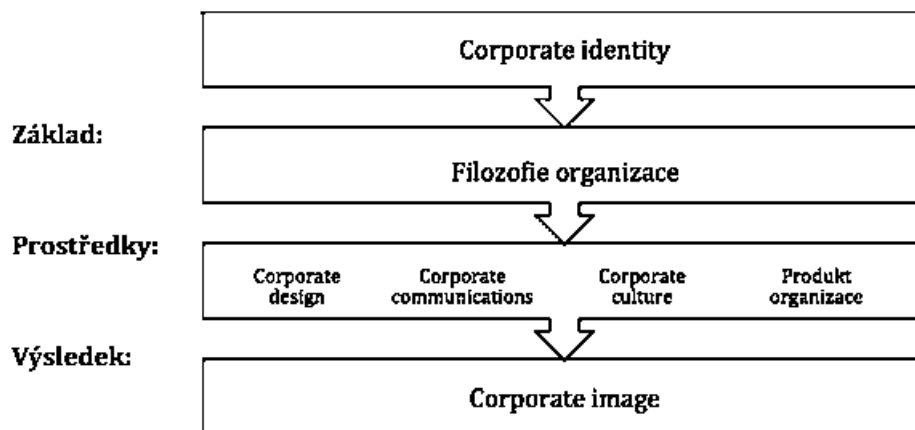 Corporate identity
Základ:
Filozofie organizace
Prostředky:
Corporate design
Corporate communications
Corporate culture
Produkt organizace
Výsledek:
Corporate image